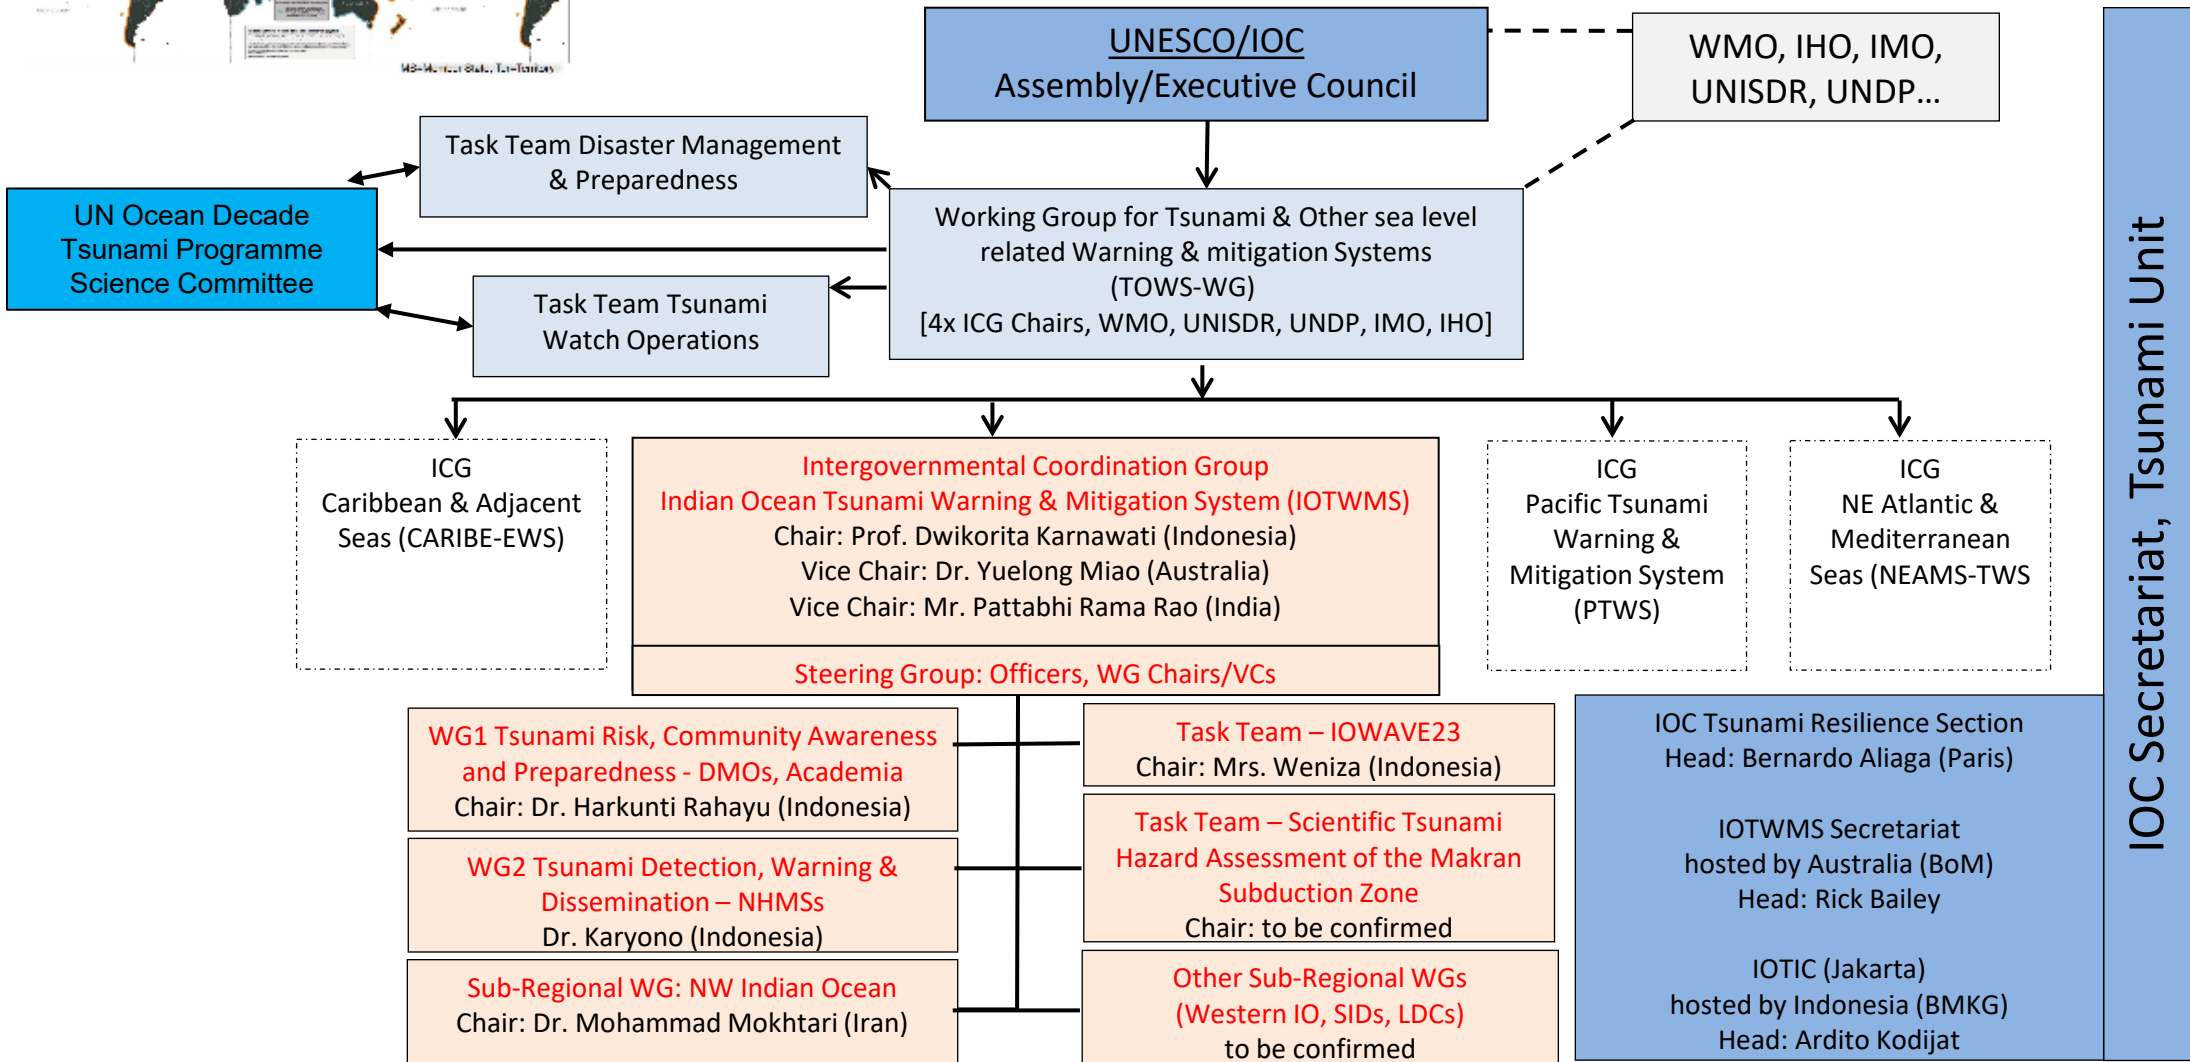 MS=Member State, Ter=Territory
UNESCO/IOC
Assembly/Executive Council
WMO, IHO, IMO,
UNISDR, UNDP…
Task Team Disaster Management
& Preparedness
UN Ocean Decade
Tsunami Programme
Science Committee
Working Group for Tsunami & Other sea level
related Warning & mitigation Systems
(TOWS-WG)
[4x ICG Chairs, WMO, UNISDR, UNDP, IMO, IHO]
Task Team Tsunami
Watch Operations
ICG
Caribbean & Adjacent
Seas (CARIBE-EWS)
Intergovernmental Coordination Group
Indian Ocean Tsunami Warning & Mitigation System (IOTWMS)
Chair: Prof. Dwikorita Karnawati (Indonesia)
Vice Chair: Dr. Yuelong Miao (Australia)
Vice Chair: Mr. Pattabhi Rama Rao (India)
Steering Group: Officers, WG Chairs/VCs
ICG
Pacific Tsunami
Warning &
Mitigation System
(PTWS)
ICG
NE Atlantic &
Mediterranean
Seas (NEAMS-TWS
WG1 Tsunami Risk, Community Awareness
and Preparedness - DMOs, Academia
Chair: Dr. Harkunti Rahayu (Indonesia)
WG2 Tsunami Detection, Warning &
Dissemination – NHMSs
Dr. Karyono (Indonesia)
Sub-Regional WG: NW Indian Ocean
Chair: Dr. Mohammad Mokhtari (Iran)
Task Team – IOWAVE23
Chair: Mrs. Weniza (Indonesia)
Task Team – Scientific Tsunami
Hazard Assessment of the Makran
Subduction Zone
Chair: to be confirmed
Other Sub-Regional WGs
(Western IO, SIDs, LDCs)
to be confirmed
IOC Tsunami Resilience Section
Head: Bernardo Aliaga (Paris)
IOTWMS Secretariat
hosted by Australia (BoM)
Head: Rick Bailey
IOTIC (Jakarta)
hosted by Indonesia (BMKG)
Head: Ardito Kodijat
IOC Secretariat, Tsunami Unit